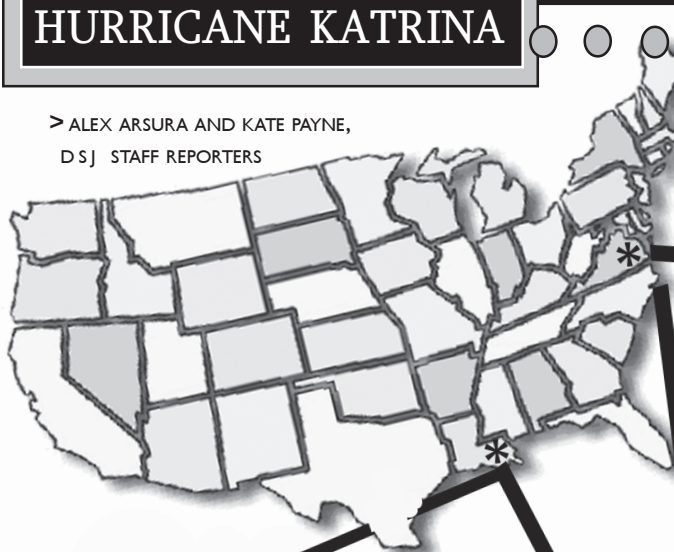 HURRICANE KATRINA
> ALEX ARSURA AND KATE PAYNE,
DSJ STAFF REPORTERS
*
*